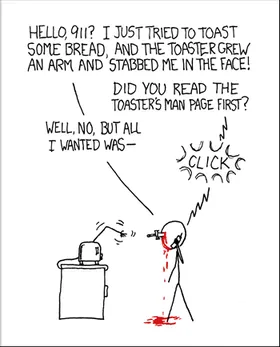 HELLO, 911? I JUST TRIED TO TOAST
SOME BREAD, AND THE TOASTER GREW
AN ARM AND STABBED ME IN THE FACE!
DID YOU READ THE
TOASTER'S MAN PAGE FIRST?
WELL, NO, BUT ALL
I WANTED WAS—
CLICK